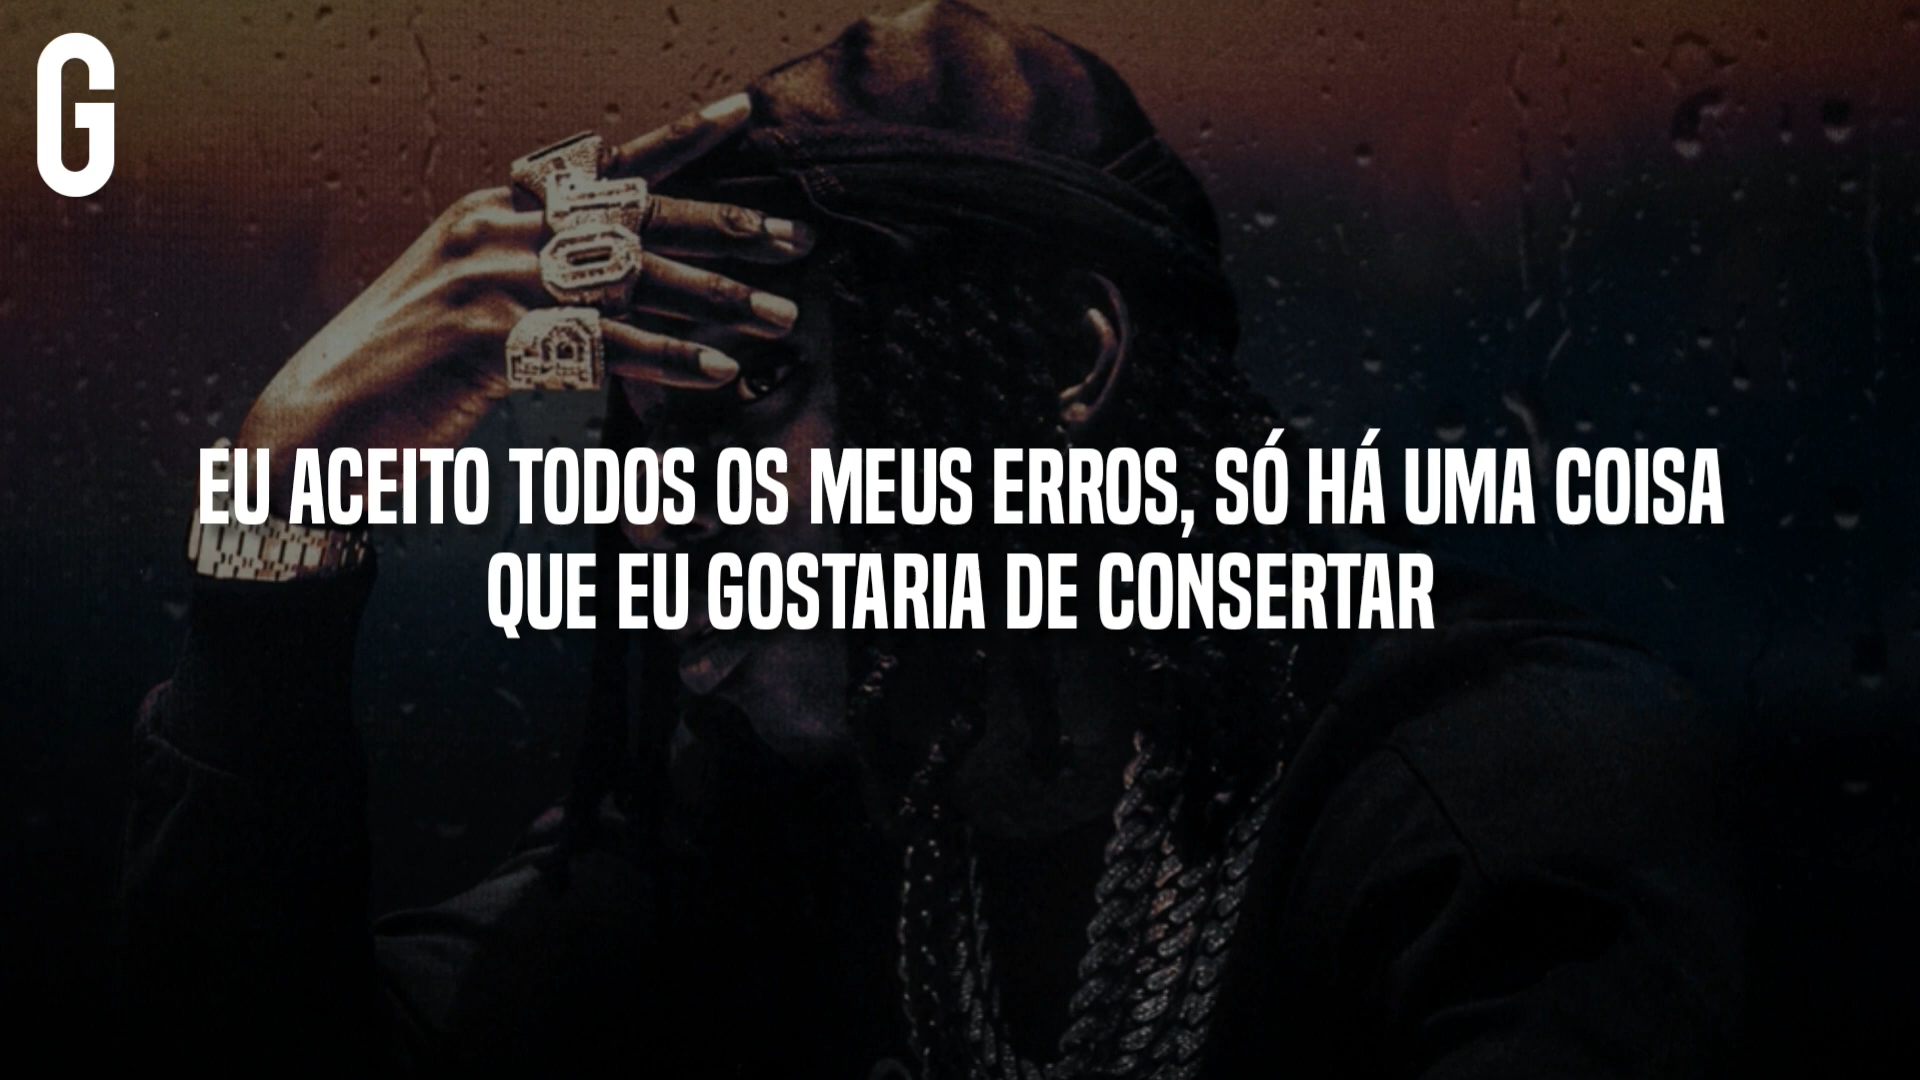 G
EU ACEITO TODOS OS MEUS ERROS, SÓ HÁ UMA COISA
QUE EU GOSTARIA DE CONSERTAR